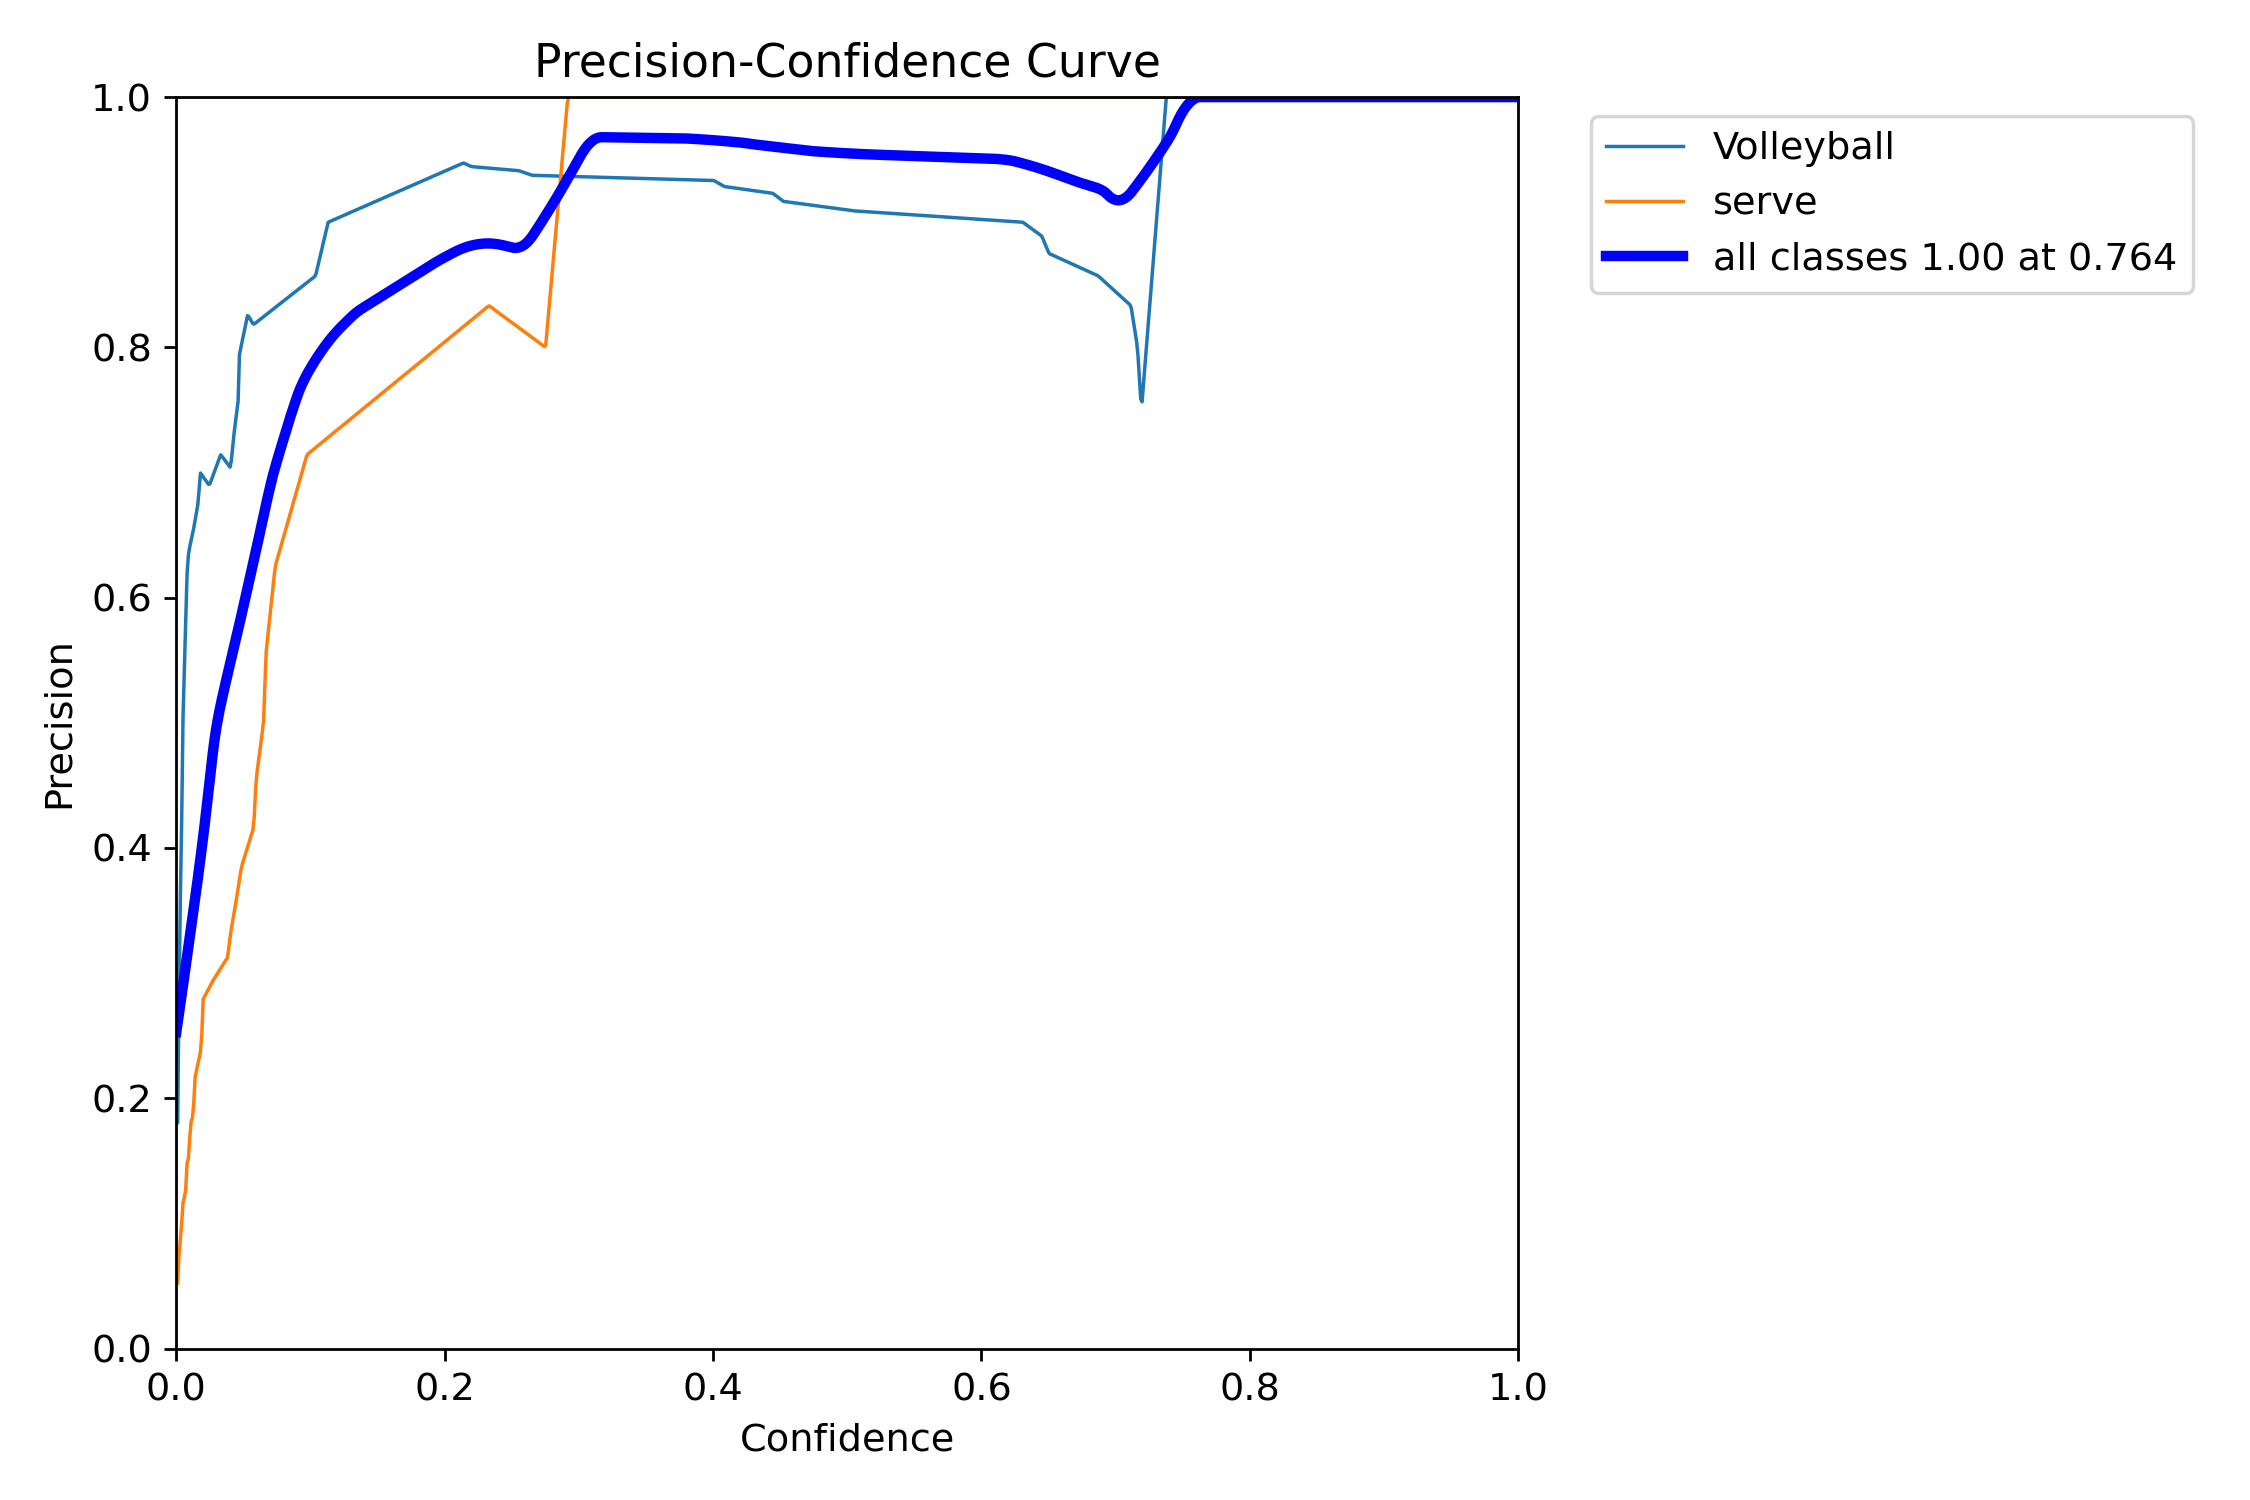 Precision-Confidence Curve
1.0
0.8
0.6
0.4
0.2
0.0
Precision
0.0 0.2 0.4 0.6 0.8 1.0
Confidence
Volleyball
serve
all classes 1.00 at 0.764